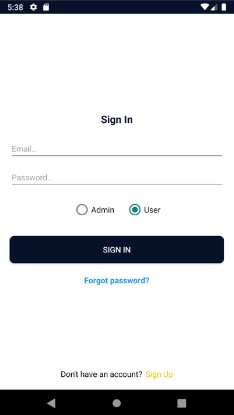 5:38
Sign In
Email...
Password...
Admin User
SIGN IN
Forgot password?
Don't have an account? Sign Up